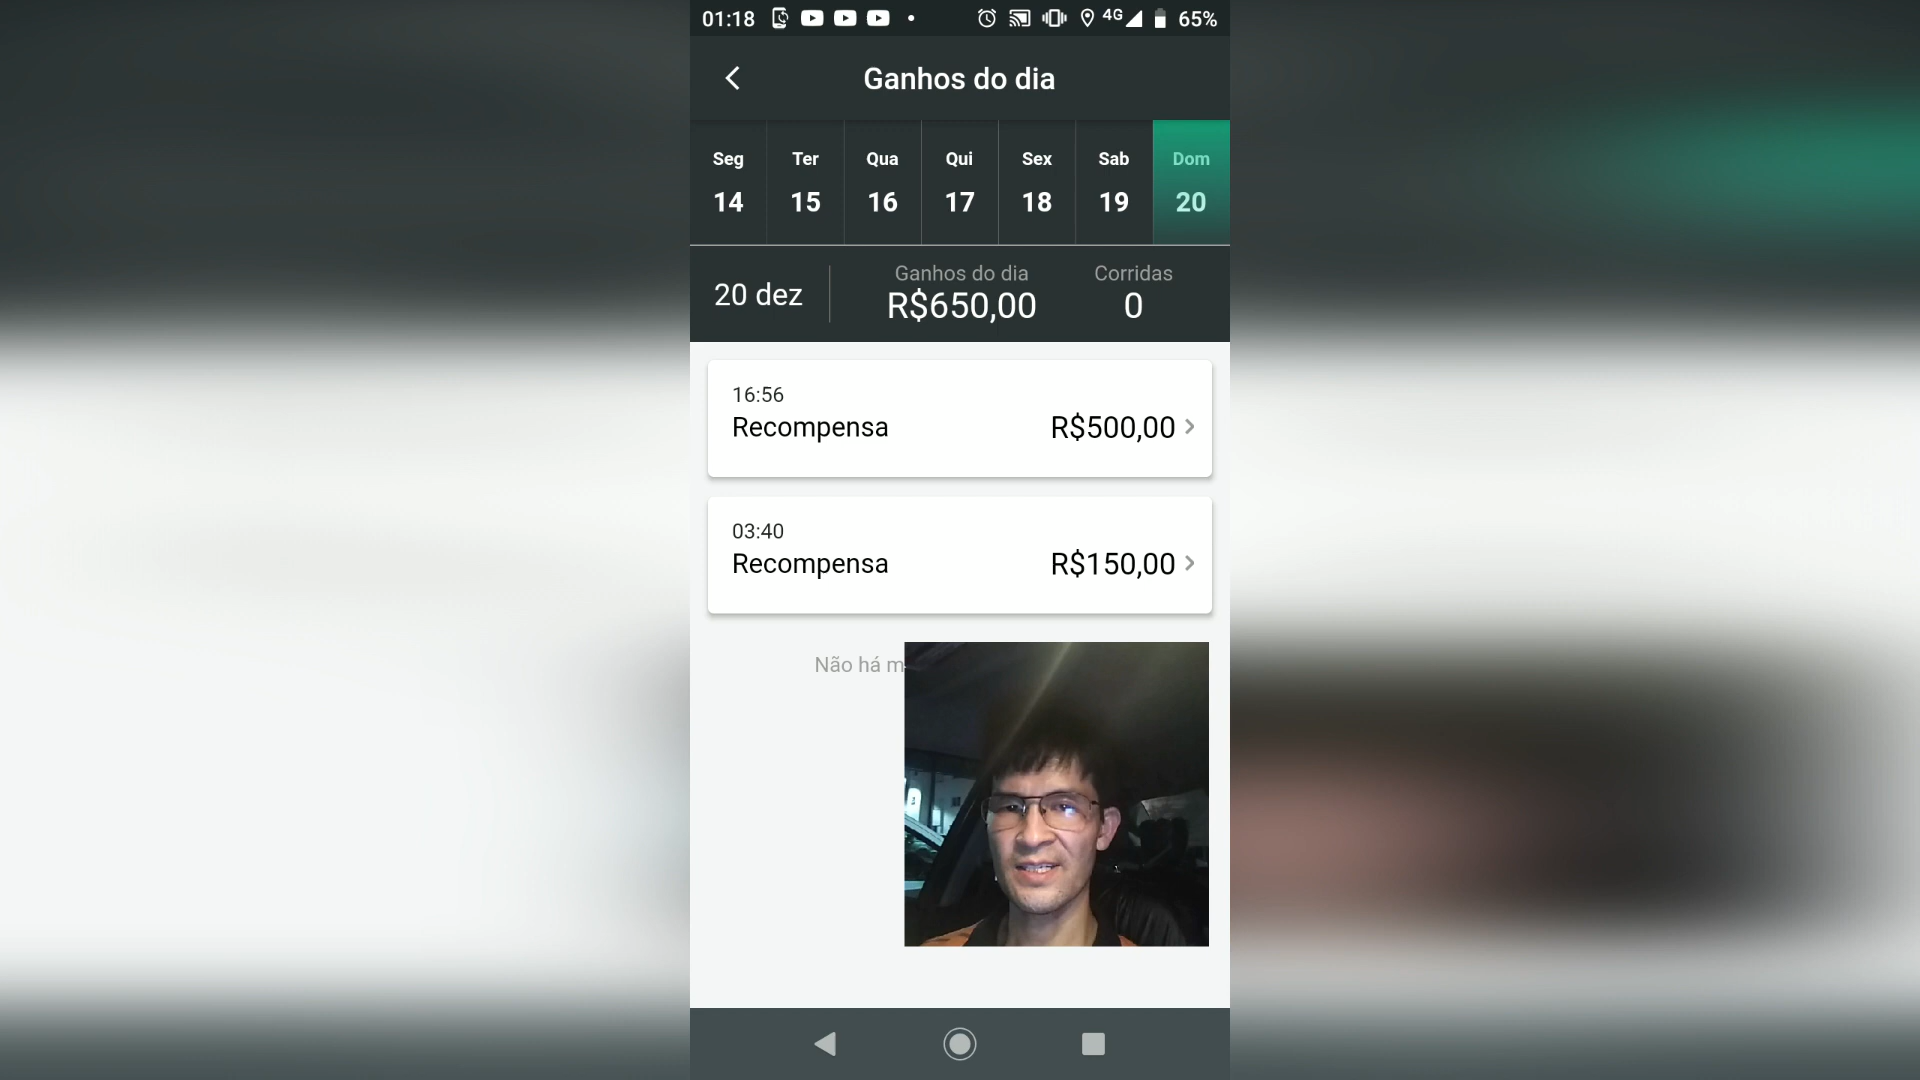 01:18 4G 65%
Ganhos do dia
Seg Ter Qua Qui Sex Sab Dom
14 15 16 17 18 19 20
20 dez
Ganhos do dia
R$650,00
Corridas
0
16:56
Recompensa R$500,00
03:40
Recompensa R$150,00
Não há m